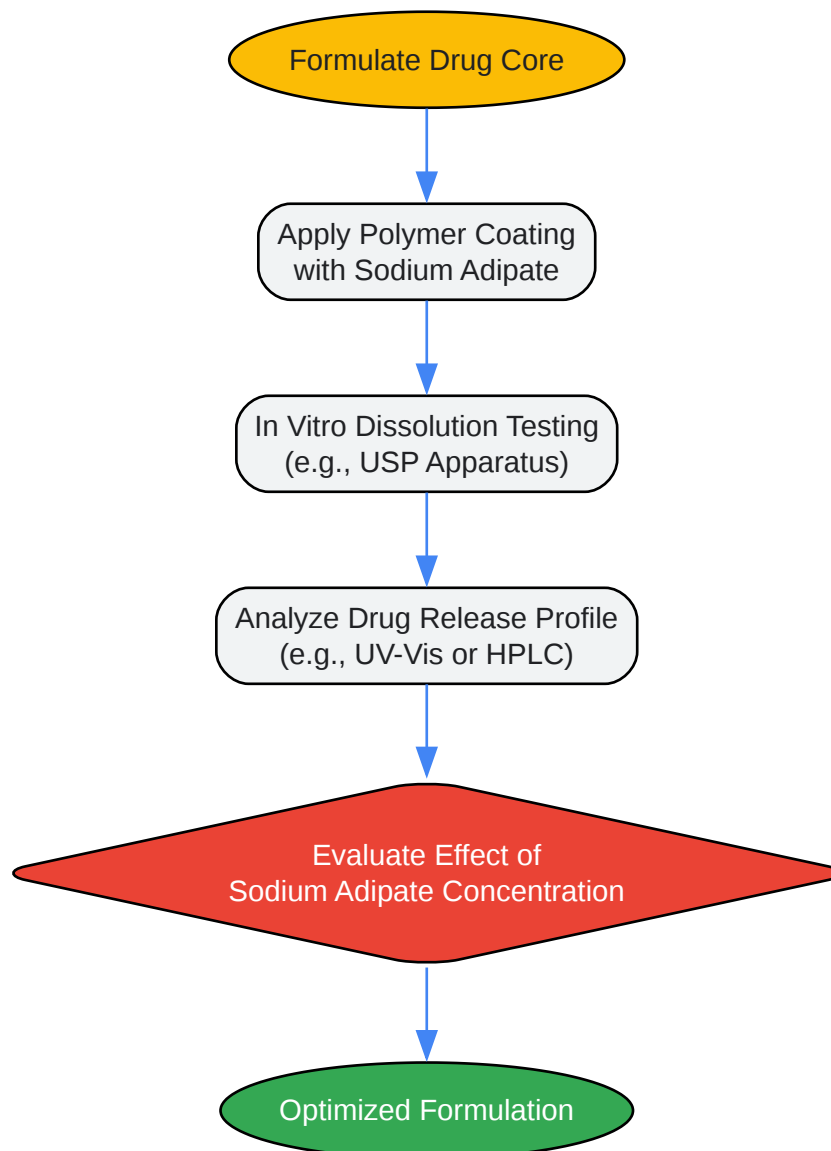 Formulate Drug Core
Apply Polymer Coating
with Sodium Adipate
In Vitro Dissolution Testing
(e.g., USP Apparatus)
Analyze Drug Release Profile
(e.g., UV-Vis or HPLC)
Evaluate Effect of
Sodium Adipate Concentration
Optimized Formulation